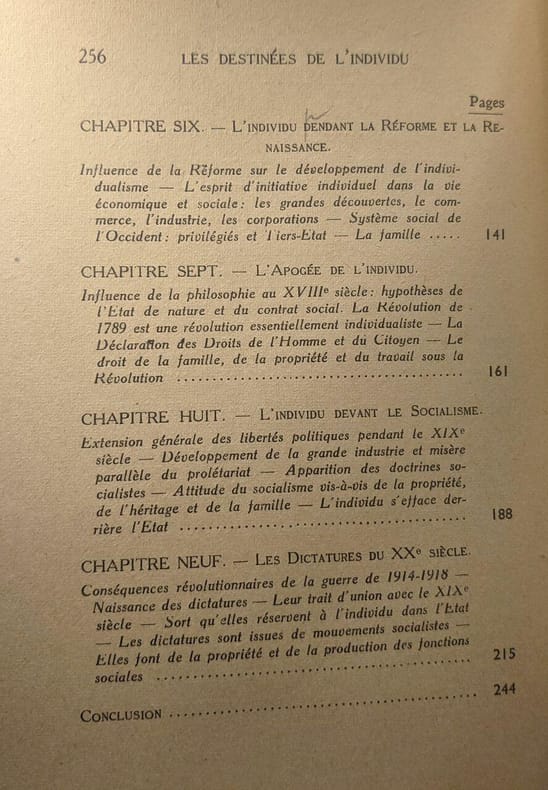 256 LES DESTINÉES DE L'INDIVIDU
Pages
CHAPITRE SIX. — L'INDIVIDU PENDANT LA RÉFORME ET LA RE-
NAISSANCE.
Influence de la Réforme sur le développement de l'indivi-
dualisme — L'esprit d'initiative individuel dans la vie
économique et sociale : les grandes découvertes, le com-
merce, l'industrie, les corporations — Système social de
l'Occident : privilégiés et Tiers-Etat — La famille ..... 141
CHAPITRE SEPT. — L'APOGÉE DE L'INDIVIDU.
Influence de la philosophie au XVIIIe siècle : hypothèses de
l'Etat de nature et du contrat social. La Révolution de
1789 est une révolution essentiellement individualiste — La
Déclaration des Droits de l'Homme et du Citoyen — Le
droit de la famille, de la propriété et du travail sous la
Révolution ........................................ 161
CHAPITRE HUIT. — L'INDIVIDU DEVANT LE SOCIALISME.
Extension générale des libertés politiques pendant le XIXe
siècle — Développement de la grande industrie et misère
parallèle du prolétariat — Apparition des doctrines so-
cialistes — Attitude du socialisme vis-à-vis de la propriété,
de l'héritage et de la famille — L'individu s'efface der-
rière l'Etat ........................................ 188
CHAPITRE NEUF. — LES DICTATURES DU XXe SIÈCLE.
Conséquences révolutionnaires de la guerre de 1914-1918 —
Naissance des dictatures — Leur trait d'union avec le XIXe
siècle — Sort qu'elles réservent à l'individu dans l'Etat
— Les dictatures sont issues de mouvements socialistes —
Elles font de la propriété et de la production des fonctions
sociales ........................................ 215
CONCLUSION ........................................ 244